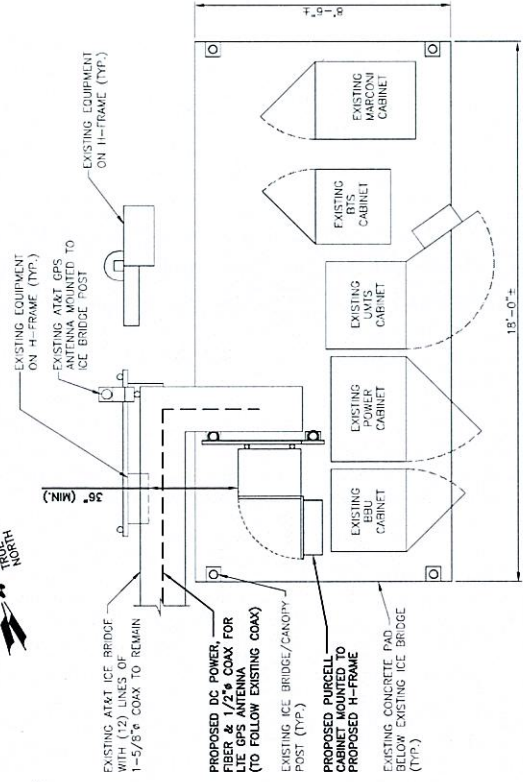 TRUE
NORTH
EXISTING AT&T ICE BRIDGE
WITH (12) LINES OF
1-5/8"ø COAX TO REMAIN
PROPOSED DC POWER,
FIBER & 1/2"ø COAX FOR
LTE GPS ANTENNA
(TO FOLLOW EXISTING COAX)
EXISTING ICE BRIDGE/CANOPY
POST (TYP.)
PROPOSED PURCELL
CABINET MOUNTED TO
PROPOSED H-FRAME
EXISTING CONCRETE PAD
BELOW EXISTING ICE BRIDGE
(TYP.)
36" (MIN.)
EXISTING EQUIPMENT
ON H-FRAME (TYP.)
EXISTING AT&T GPS
ANTENNA MOUNTED TO
ICE BRIDGE POST
EXISTING EQUIPMENT
ON H-FRAME (TYP.)
EXISTING
BBU
CABINET
EXISTING
POWER
CABINET
EXISTING
UMTS
CABINET
EXISTING
BTS
CABINET
EXISTING
MARCONI
CABINET
8'-6"±
18'-0"±